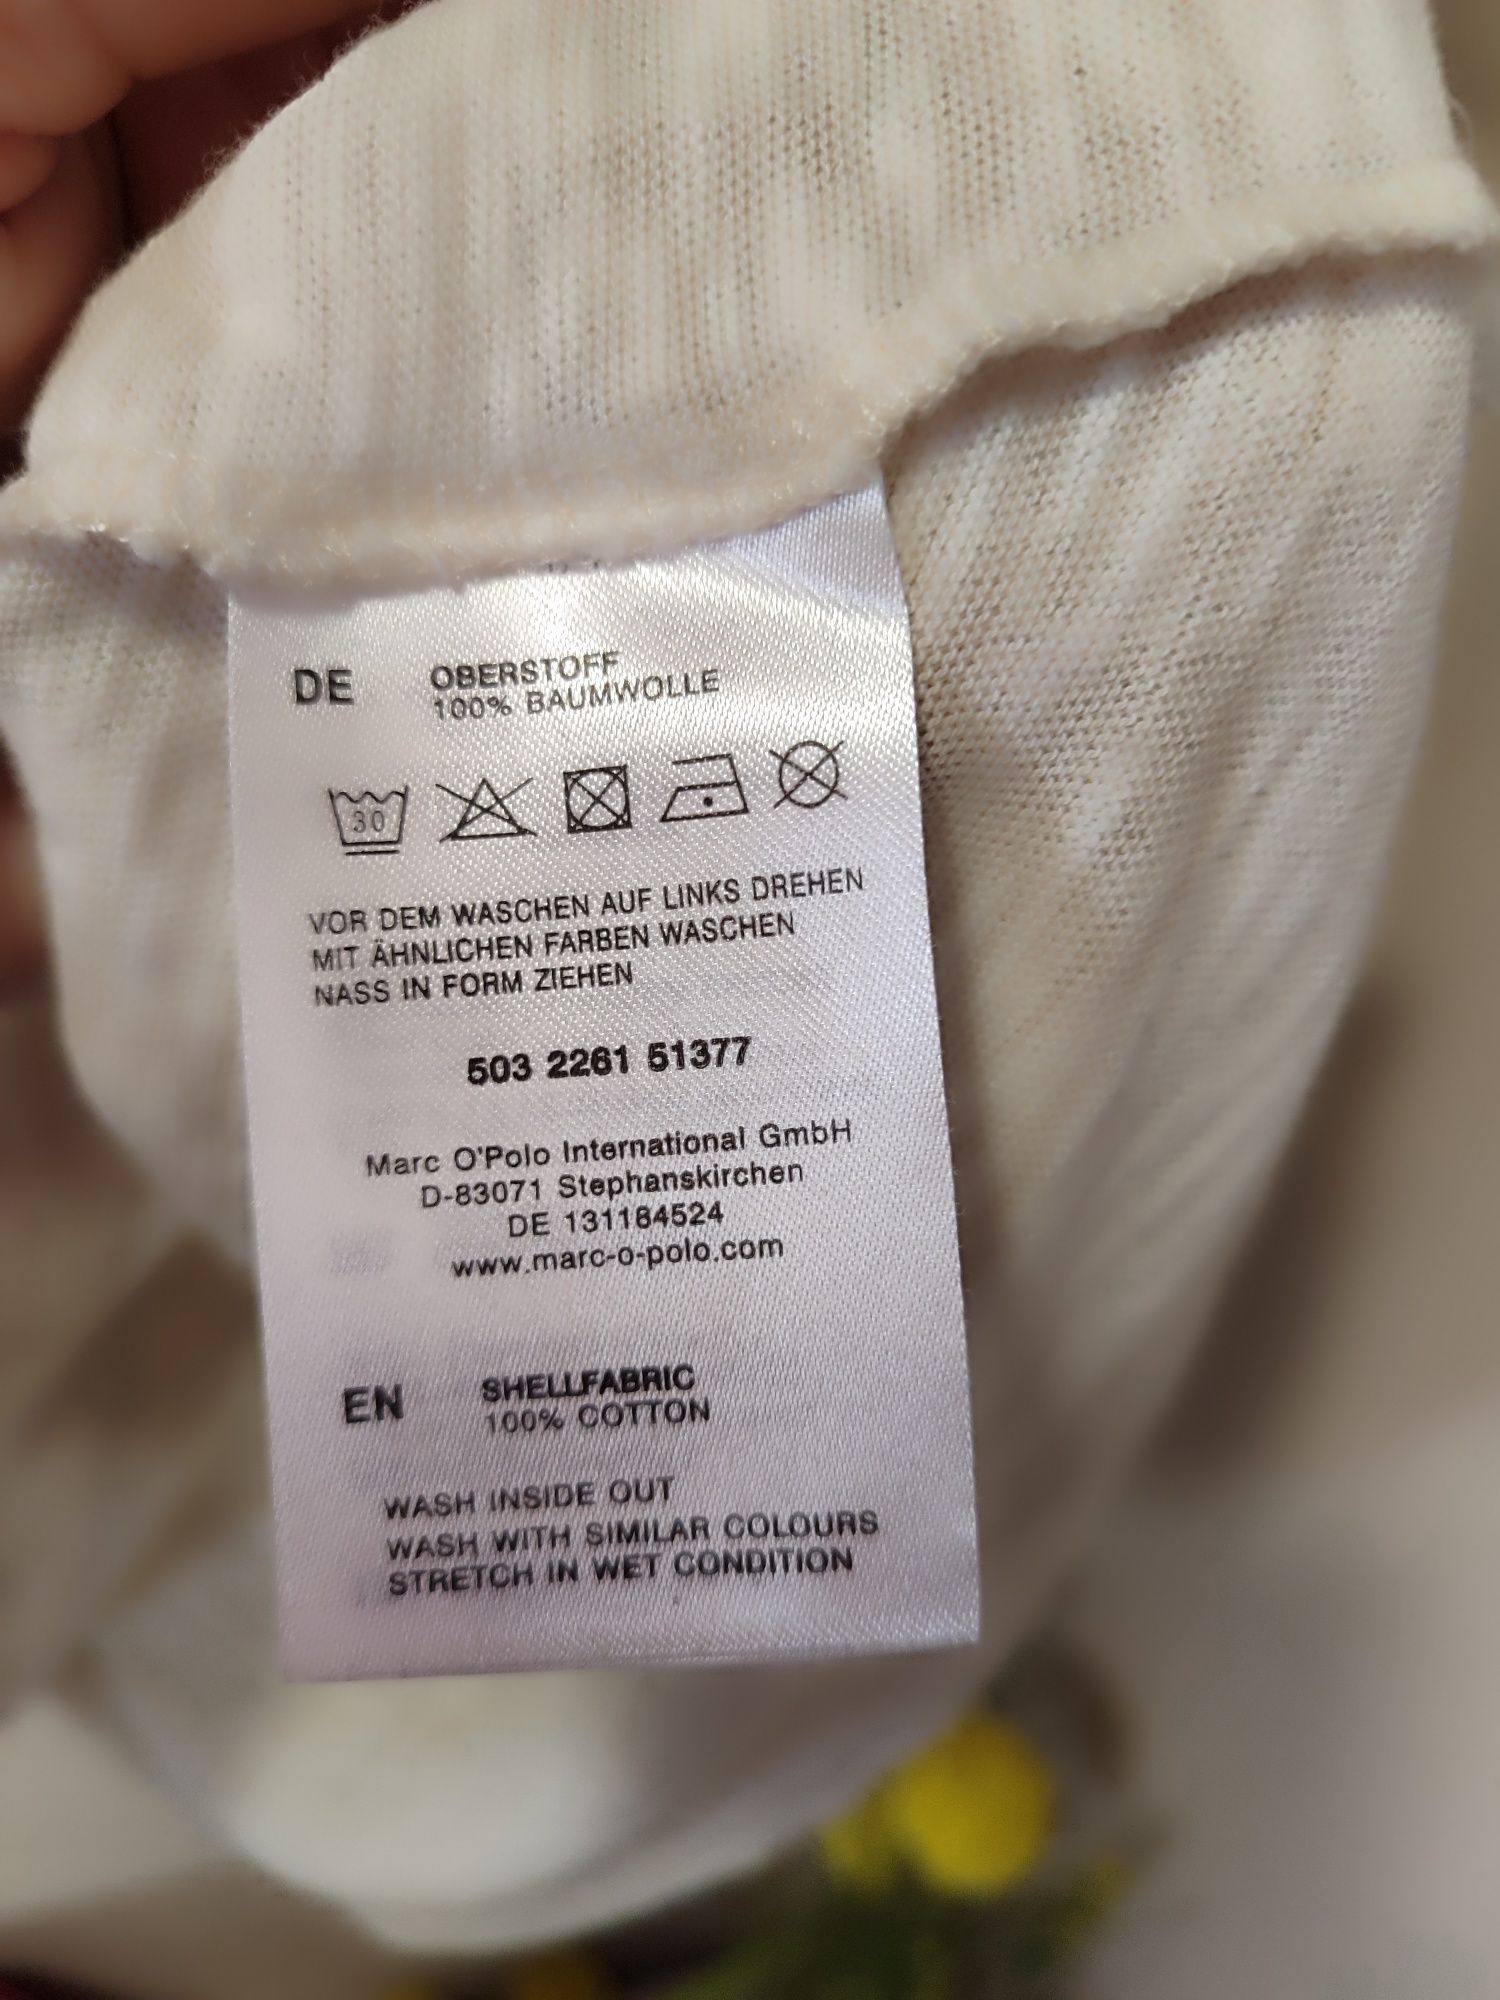 DE OBERSTOFF
100% BAUMWOLLE
30
VOR DEM WASCHEN AUF LINKS DREHEN
MIT ÄHNLICHEN FARBEN WASCHEN
NASS IN FORM ZIEHEN
503 2261 51377
Marc O'Polo International GmbH
D-83071 Stephanskirchen
DE 131184524
www.marc-o-polo.com
EN SHELLFABRIC
100% COTTON
WASH INSIDE OUT
WASH WITH SIMILAR COLOURS
STRETCH IN WET CONDITION